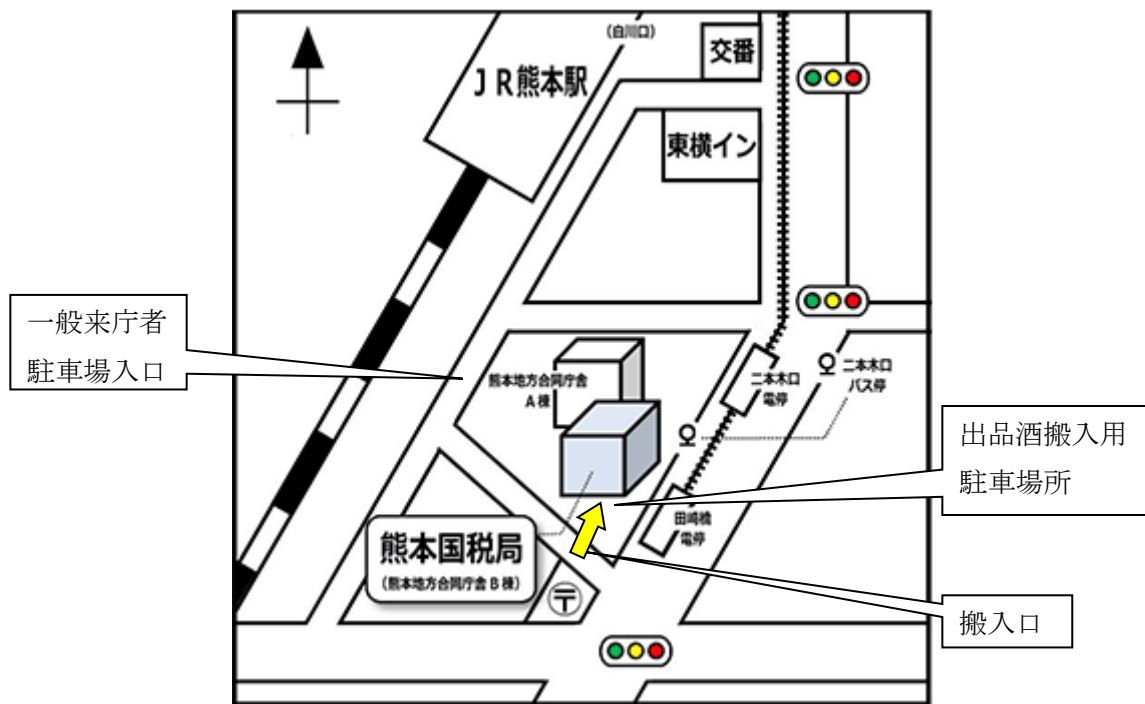 (白川口)
交番
JR熊本駅
東横イン
一般来庁者
駐車場入口
熊本地方合同庁舎
A棟
二本木口
電停
二本木口
バス停
出品酒搬入用
駐車場所
田崎橋
電停
熊本国税局
(熊本地方合同庁舎B棟)
〒
搬入口